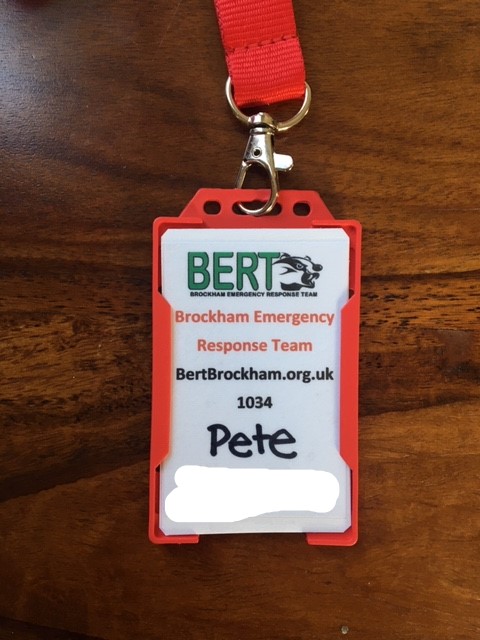 BERT
BROCKHAM EMERGENCY RESPONSE TEAM
Brockham Emergency
Response Team
BertBrockham.org.uk
1034
Pete